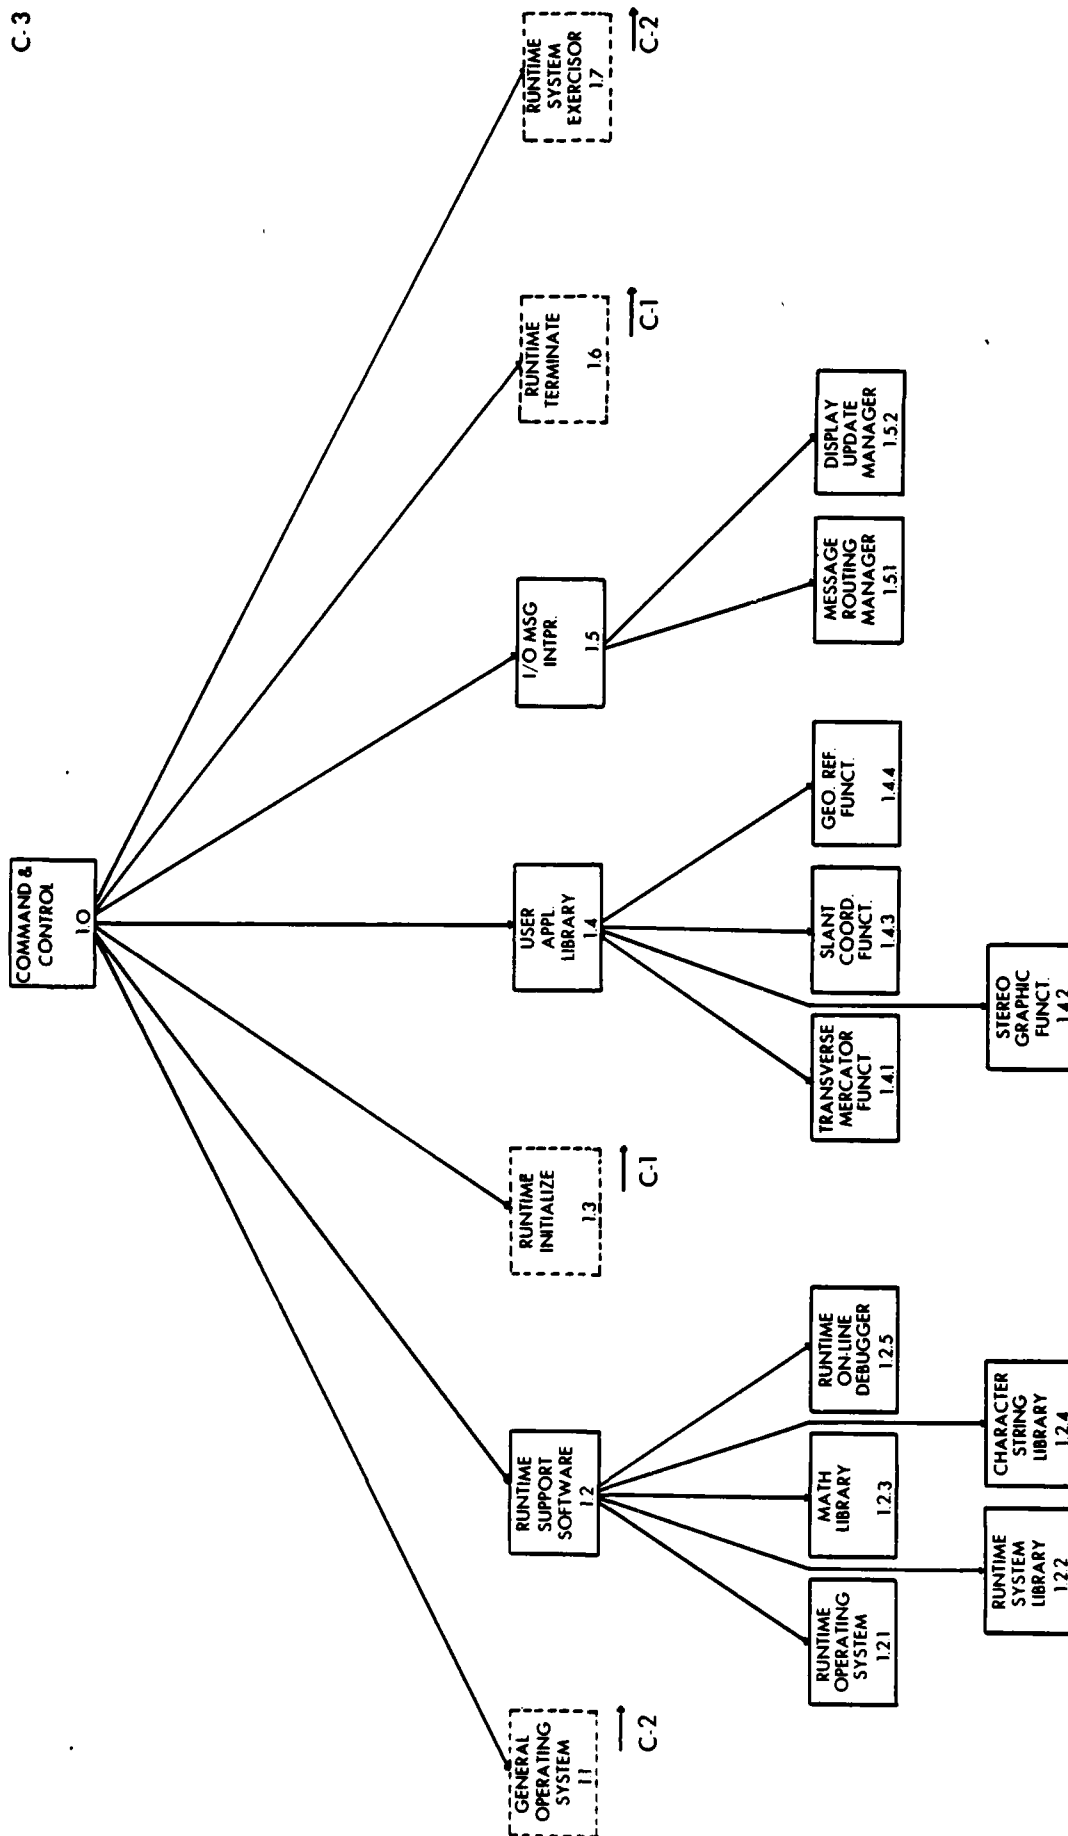 C-3
COMMAND &
CONTROL
1.0
GENERAL
OPERATING
SYSTEM
1.1
C-2
RUNTIME
SUPPORT
SOFTWARE
1.2
RUNTIME
INITIALIZE
1.3
C-1
USER
APPL.
LIBRARY
1.4
I/O MSG
INTPR.
1.5
RUNTIME
TERMINATE
1.6
C-1
RUNTIME
SYSTEM
EXERCISOR
1.7
C-2
RUNTIME
OPERATING
SYSTEM
1.2.1
MATH
LIBRARY
1.2.3
RUNTIME
ON-LINE
DEBUGGER
1.2.5
TRANSVERSE
MERCATOR
FUNCT
1.4.1
SLANT
COORD.
FUNCT.
1.4.3
GEO. REF.
FUNCT.
1.4.4
MESSAGE
ROUTING
MANAGER
1.5.1
DISPLAY
UPDATE
MANAGER
1.5.2
RUNTIME
SYSTEM
LIBRARY
1.2.2
CHARACTER
STRING
LIBRARY
1.2.4
STEREO
GRAPHIC
FUNCT.
1.4.2